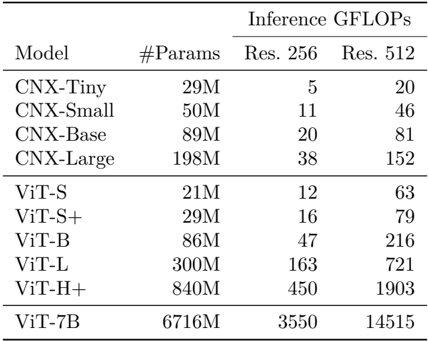 Inference GFLOPs
Model #Params Res. 256 Res. 512
CNX-Tiny 29M 5 20
CNX-Small 50M 11 46
CNX-Base 89M 20 81
CNX-Large 198M 38 152
ViT-S 21M 12 63
ViT-S+ 29M 16 79
ViT-B 86M 47 216
ViT-L 300M 163 721
ViT-H+ 840M 450 1903
ViT-7B 6716M 3550 14515